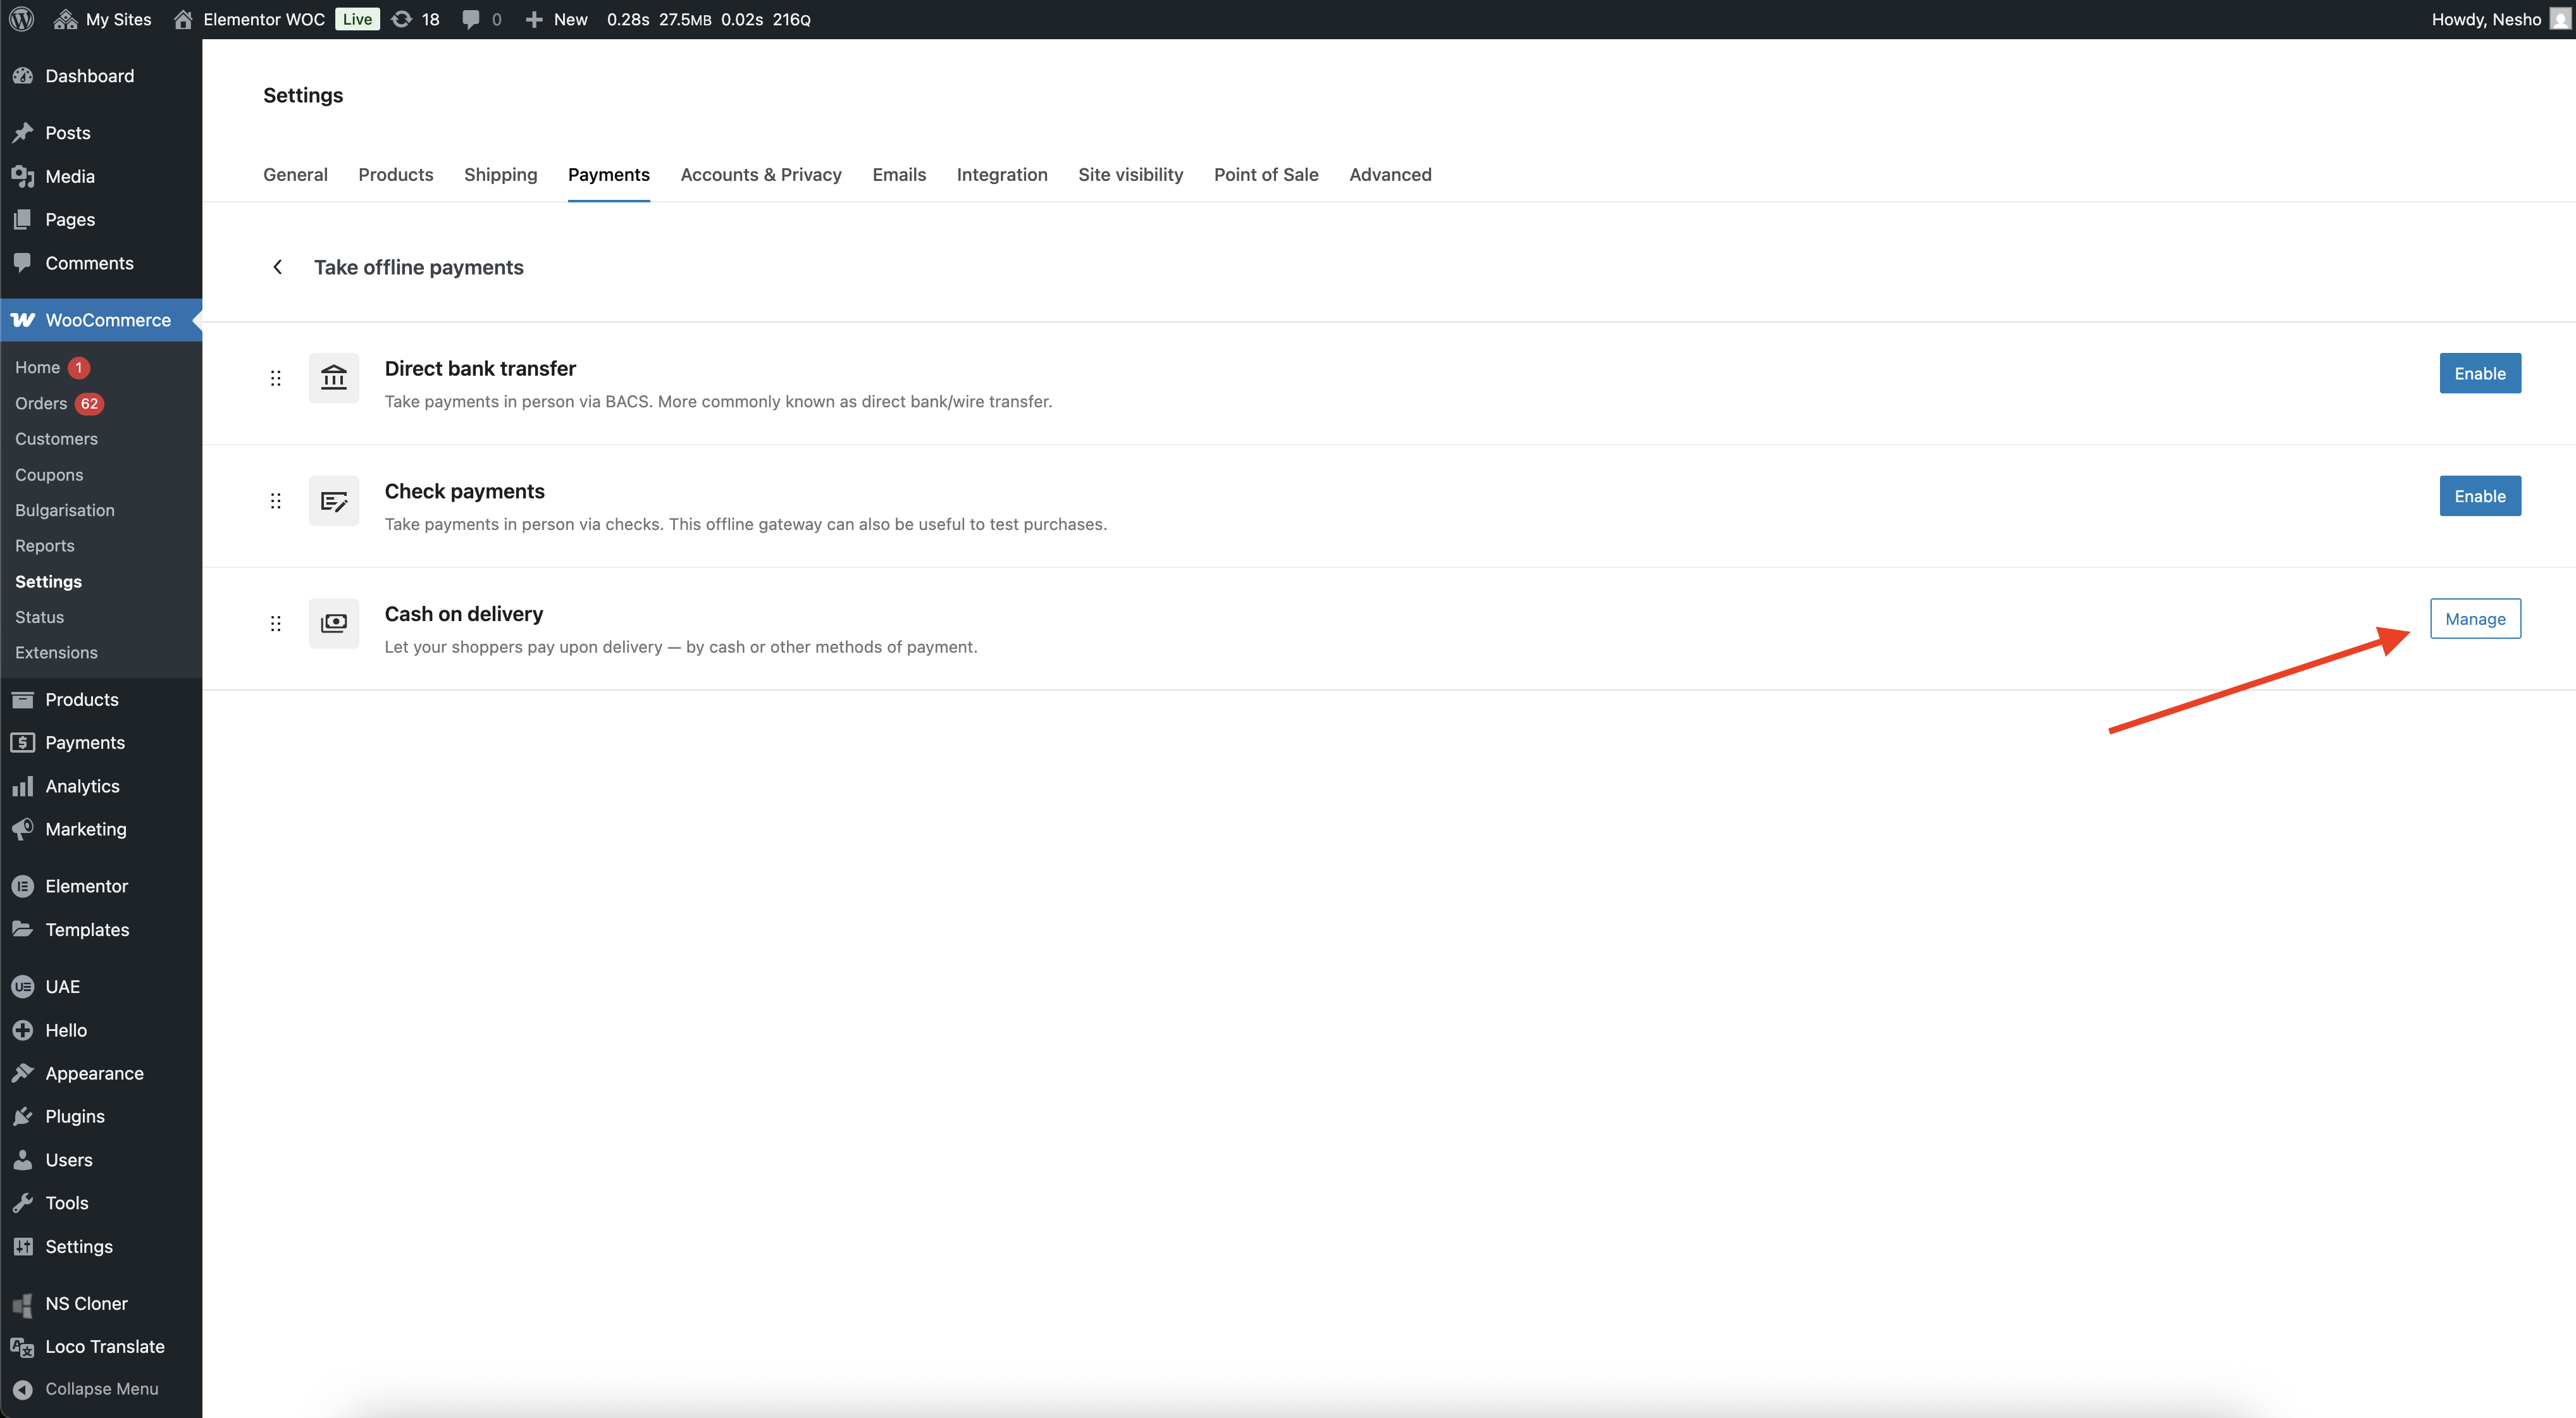 My Sites Elementor WOC Live 18 0 New 0.28s 27.5MB 0.02s 216Q Howdy, Nesho
Dashboard
Posts
Media
Pages
Comments
WooCommerce
Home 1
Orders 62
Customers
Coupons
Bulgarisation
Reports
Settings
Status
Extensions
Products
Payments
Analytics
Marketing
Elementor
Templates
UAE
Hello
Appearance
Plugins
Users
Tools
Settings
NS Cloner
Loco Translate
Collapse Menu
Settings
General Products Shipping Payments Accounts & Privacy Emails Integration Site visibility Point of Sale Advanced
Take offline payments
Direct bank transfer
Take payments in person via BACS. More commonly known as direct bank/wire transfer.
Enable
Check payments
Take payments in person via checks. This offline gateway can also be useful to test purchases.
Enable
Cash on delivery
Let your shoppers pay upon delivery — by cash or other methods of payment.
Manage